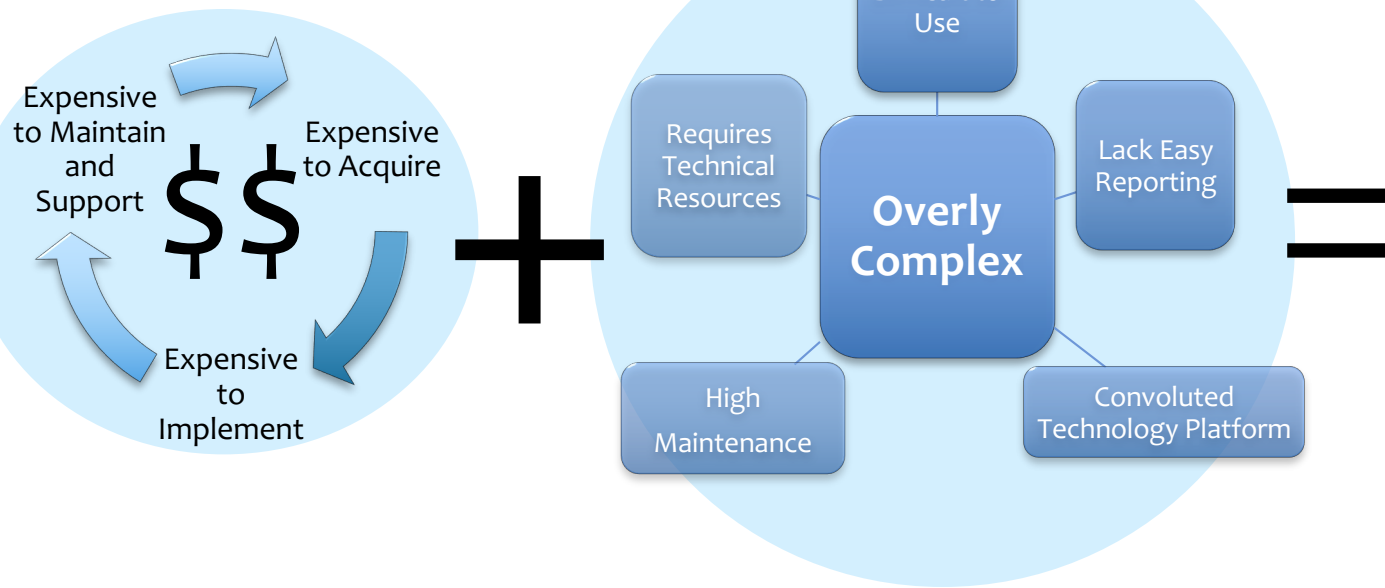 Expensive
to Maintain
and
Support
$$
Expensive
to Acquire
Expensive
to
Implement
+
Use
Requires
Technical
Resources
Overly
Complex
Lack Easy
Reporting
High
Maintenance
Convoluted
Technology Platform
=